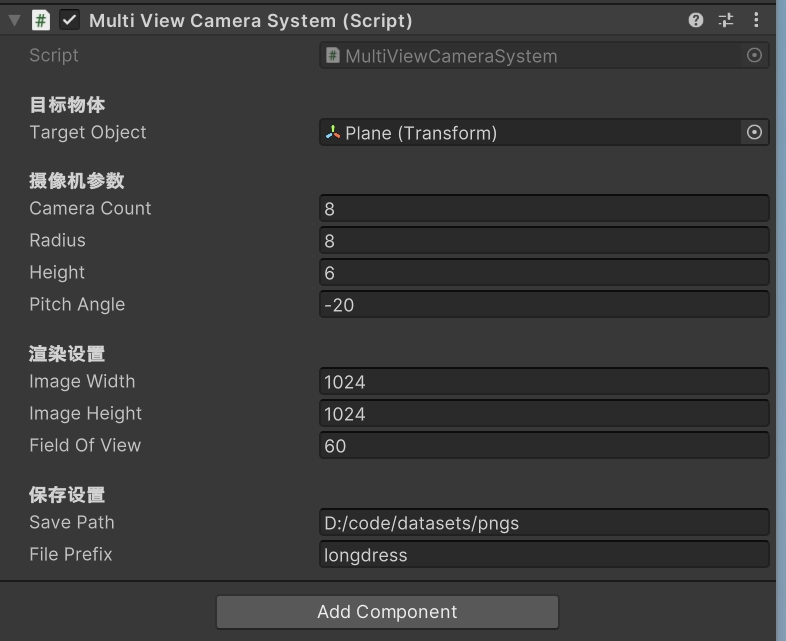 Multi View Camera System (Script)
Script
MultiViewCameraSystem
目标物体
Target Object
Plane (Transform)
摄像机参数
Camera Count
8
Radius
8
Height
6
Pitch Angle
-20
渲染设置
Image Width
1024
Image Height
1024
Field Of View
60
保存设置
Save Path
D:/code/datasets/pngs
File Prefix
longdress
Add Component